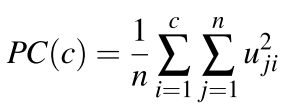 PC(c) = \frac{1}{n} \sum_{i=1}^{c} \sum_{j=1}^{n} u_{ji}^{2}